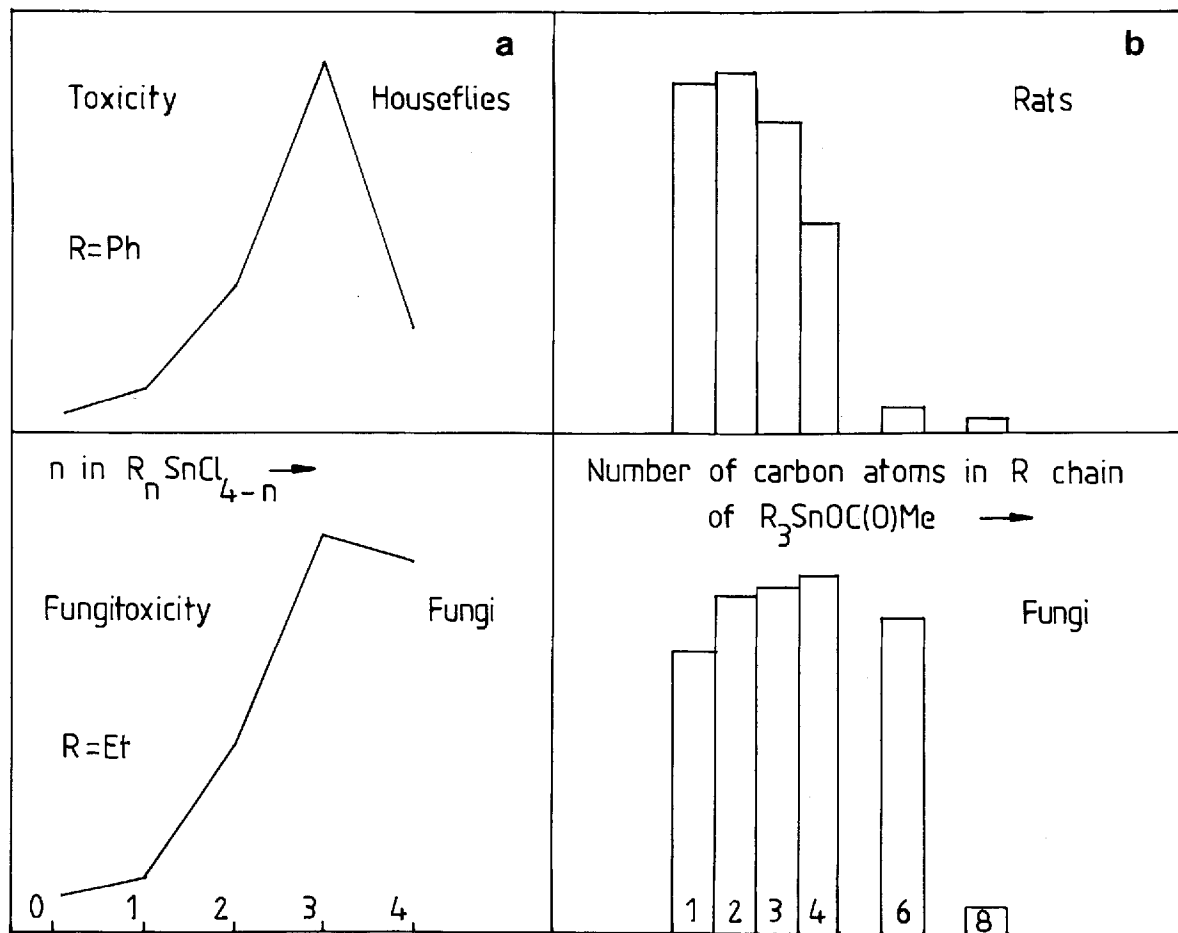 a
Toxicity
Houseflies
R=Ph
b
Rats
n in RₙSnCl₄₋ₙ →
Number of carbon atoms in R chain
of R₃SnOC(O)Me →
Fungitoxicity
Fungi
R=Et
0 1 2 3 4
Fungi
1 2 3 4 6 8